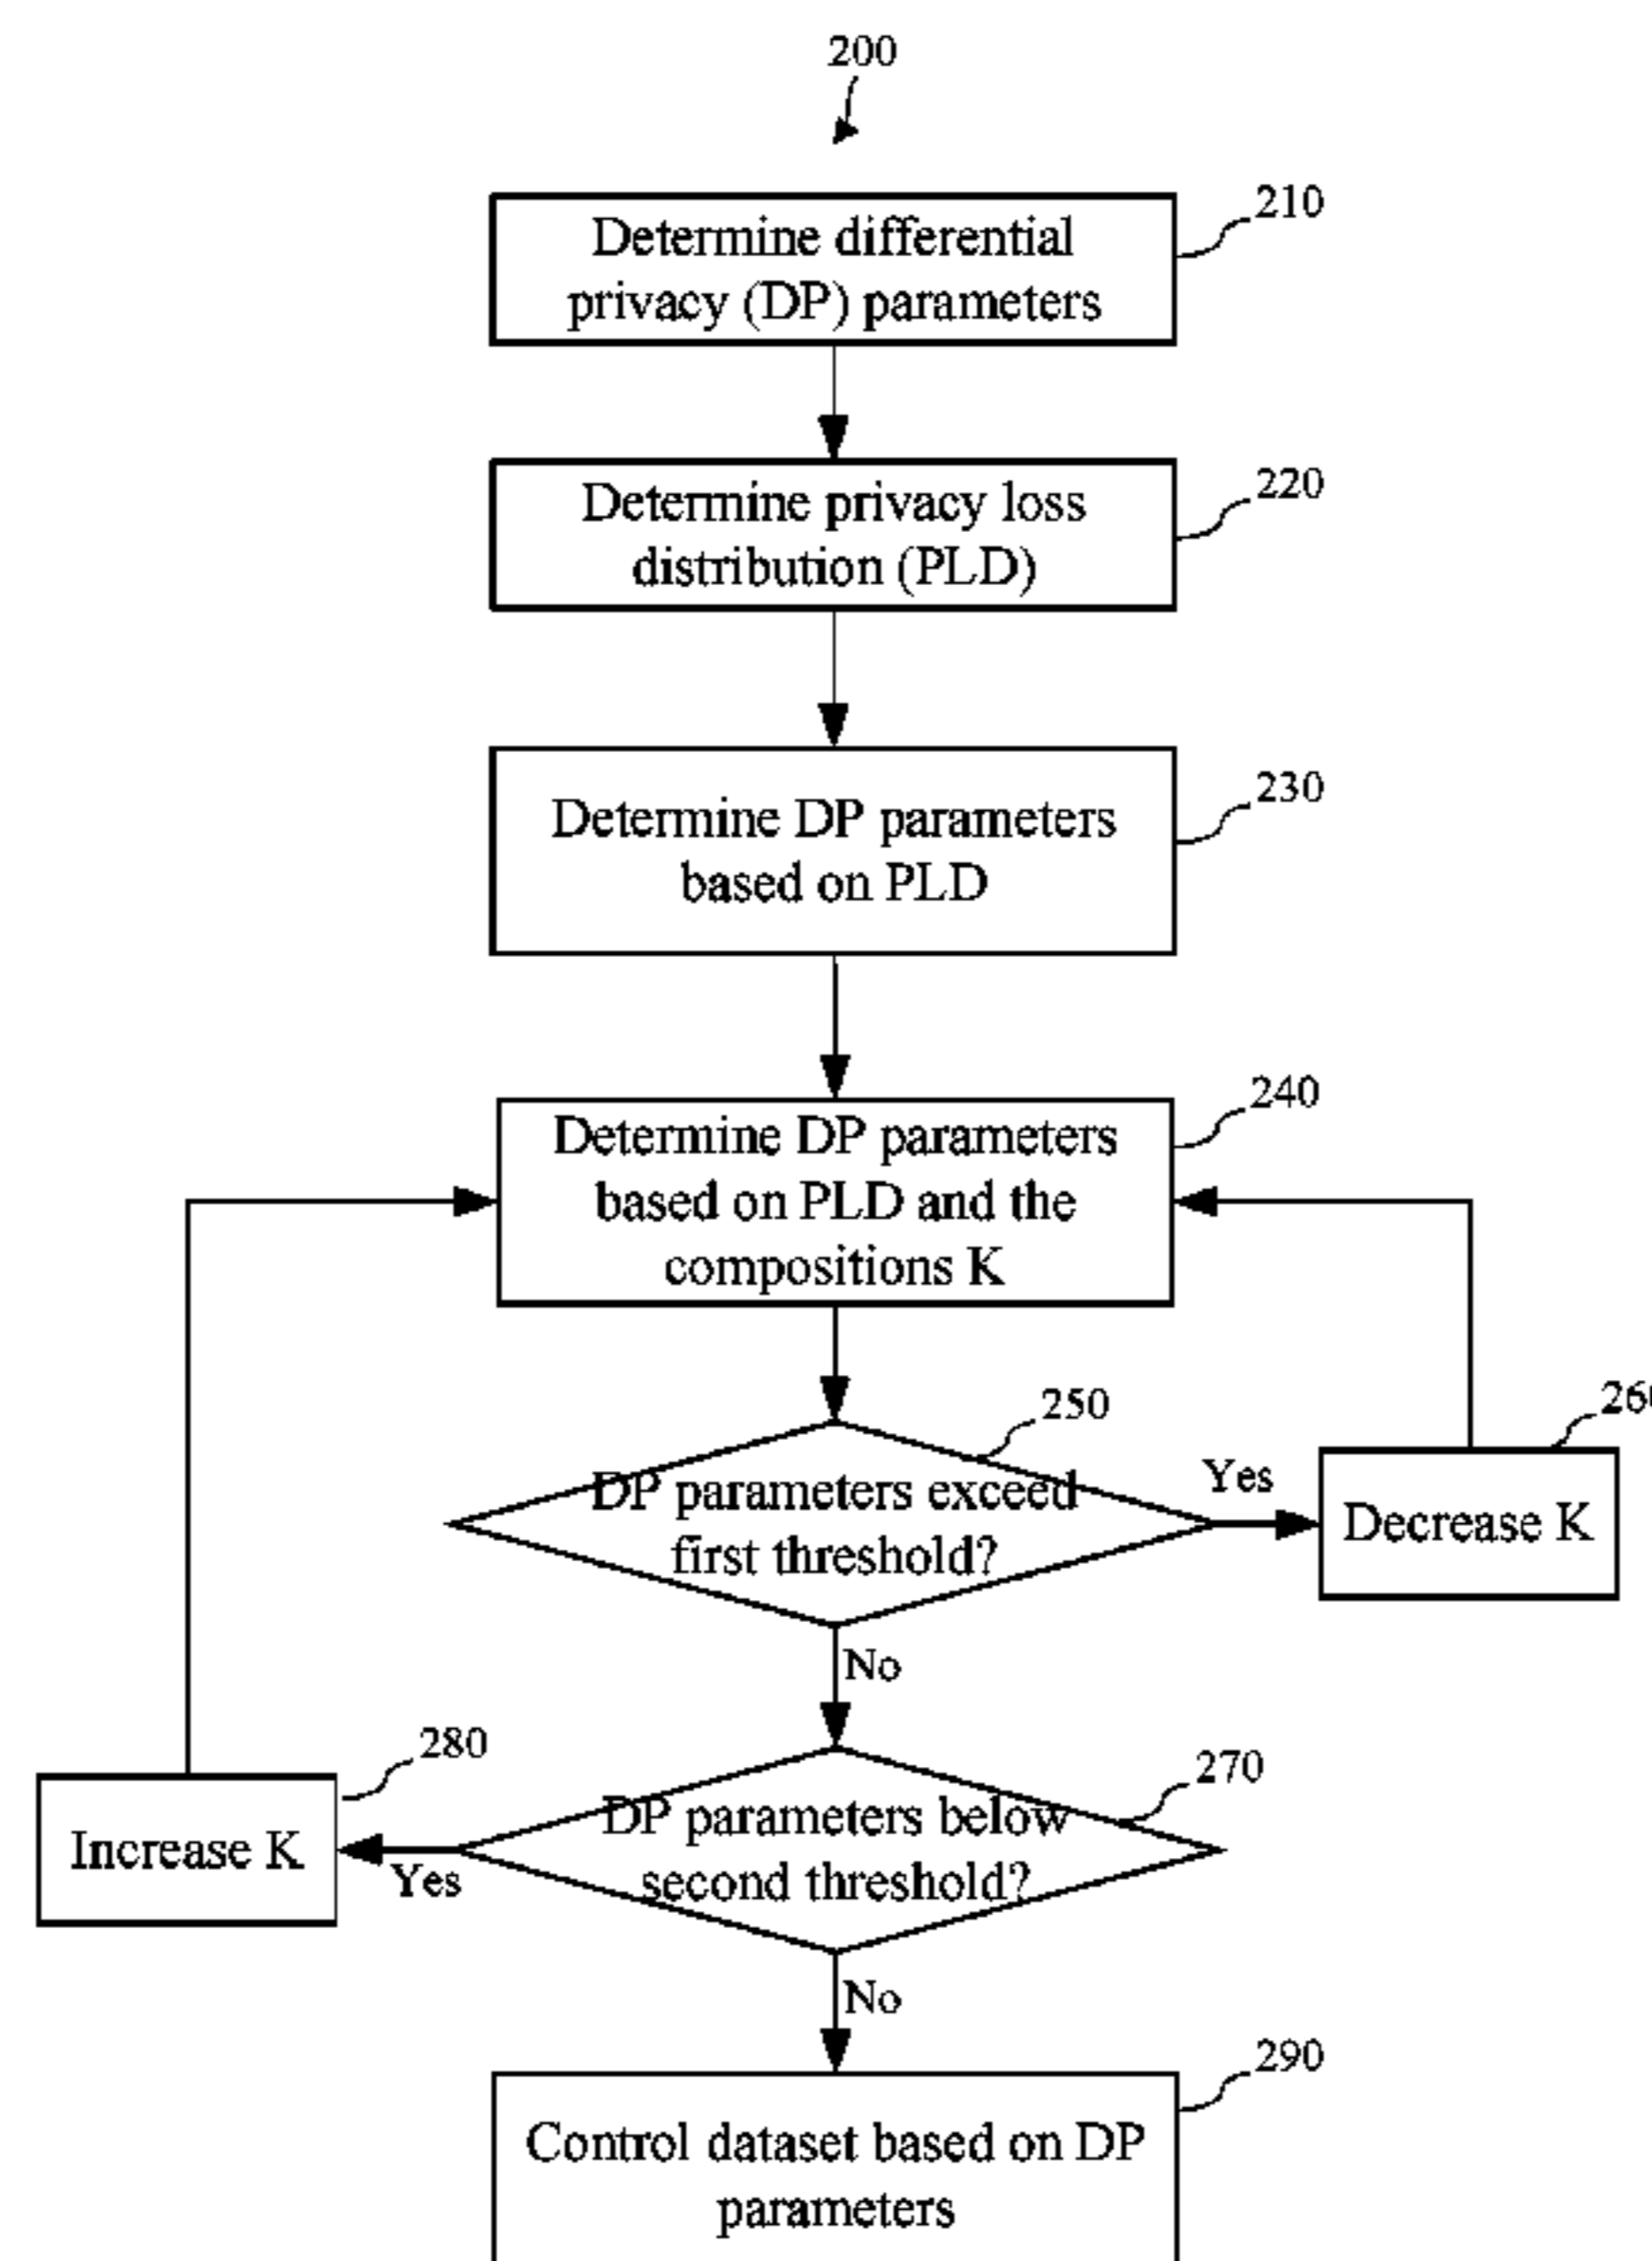 200
210
Determine differential
privacy (DP) parameters
220
Determine privacy loss
distribution (PLD)
230
Determine DP parameters
based on PLD
240
Determine DP parameters
based on PLD and the
compositions K
250
DP parameters exceed
first threshold?
Yes
260
Decrease K
No
270
DP parameters below
second threshold?
Yes
280
Increase K
No
290
Control dataset based on DP
parameters